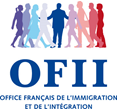 OFII
OFFICE FRANÇAIS DE L'IMMIGRATION
ET DE L'INTÉGRATION